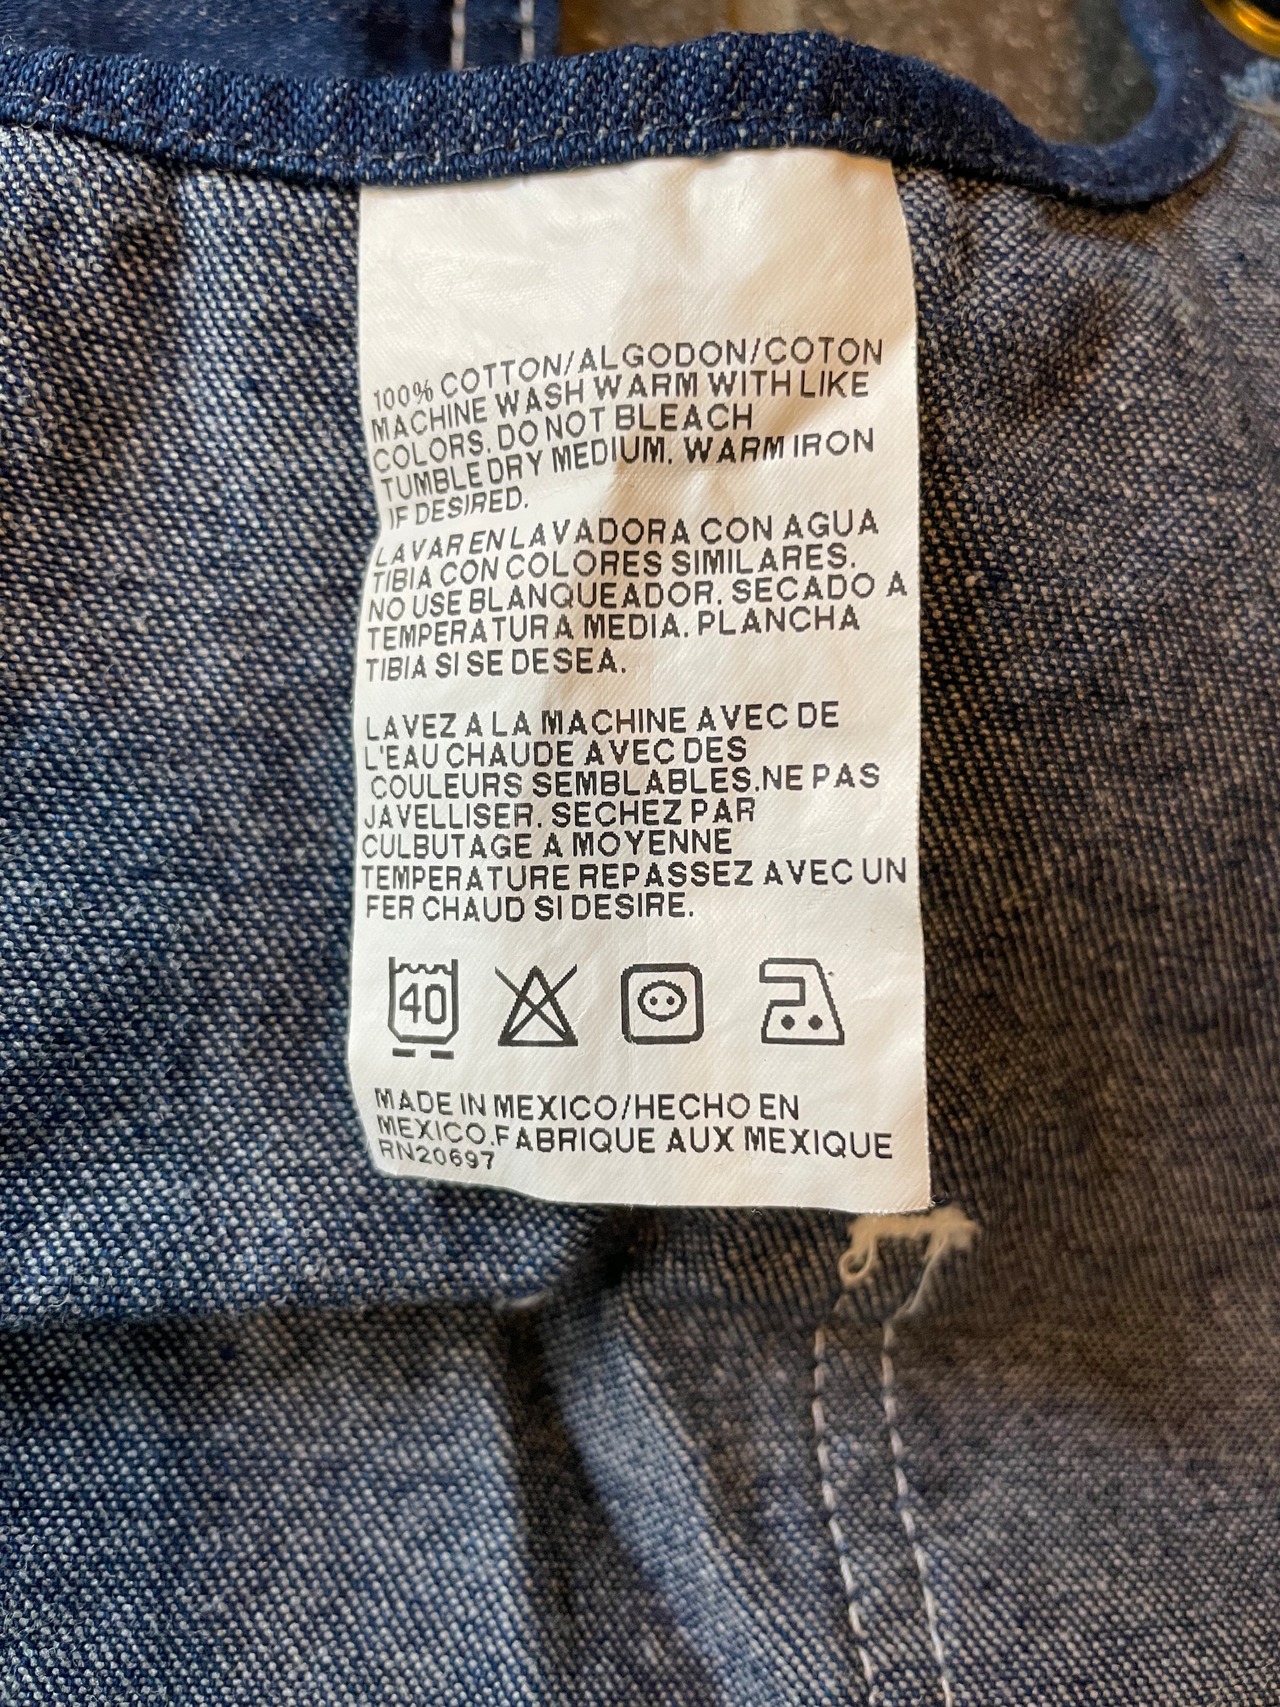 100% COTTON/ALGODON/COTON
MACHINE WASH WARM WITH LIKE
COLORS. DO NOT BLEACH
TUMBLE DRY MEDIUM. WARM IRON
IF DESIRED.
LAVAR EN LAVADORA CON AGUA
TIBIA CON COLORES SIMILARES.
NO USE BLANQUEADOR. SECADO A
TEMPERATURA MEDIA. PLANCHA
TIBIA SI SE DESEA.
LAVEZ A LA MACHINE AVEC DE
L'EAU CHAUDE AVEC DES
COULEURS SEMBLABLES.NE PAS
JAVELLISER. SECHEZ PAR
CULBUTAGE A MOYENNE
TEMPERATURE REPASSEZ AVEC UN
FER CHAUD SI DESIRE.
40
MADE IN MEXICO/HECHO EN
MEXICO.FABRIQUE AUX MEXIQUE
RN20697